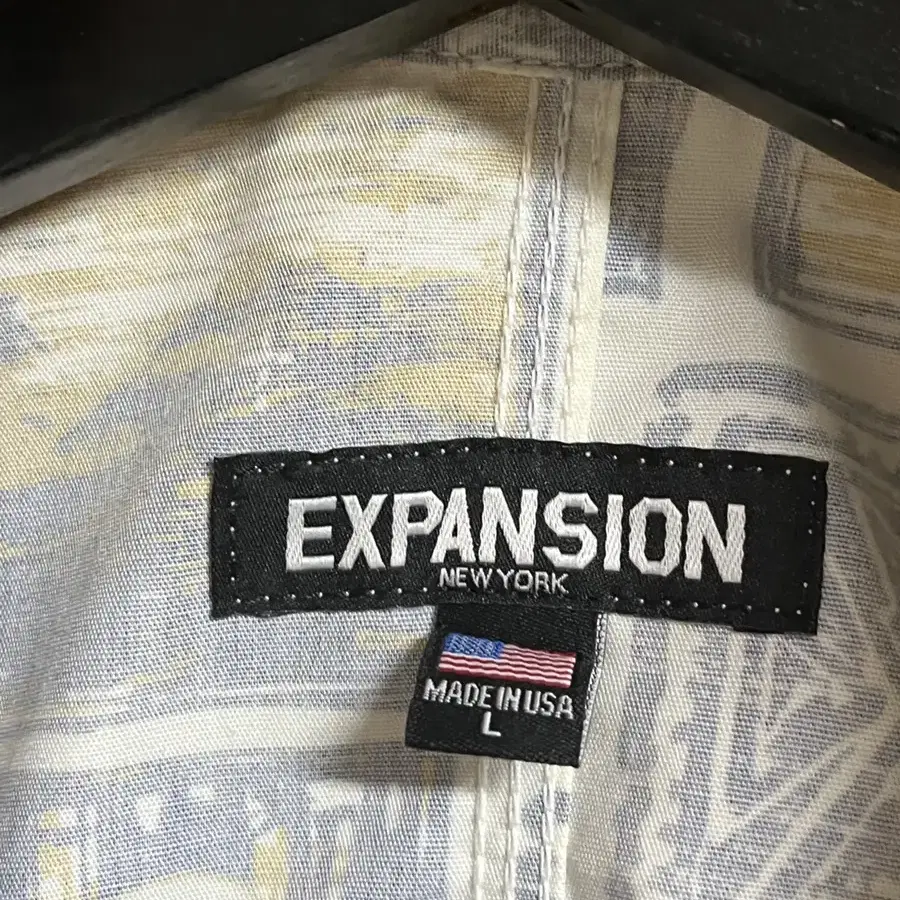 EXPANSION
NEW YORK
MADE IN USA
L